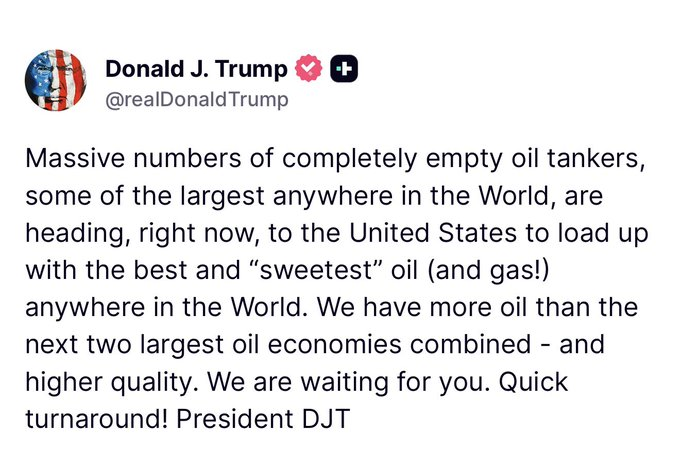 Donald J. Trump
@realDonaldTrump
Massive numbers of completely empty oil tankers,
some of the largest anywhere in the World, are
heading, right now, to the United States to load up
with the best and “sweetest” oil (and gas!)
anywhere in the World. We have more oil than the
next two largest oil economies combined - and
higher quality. We are waiting for you. Quick
turnaround! President DJT